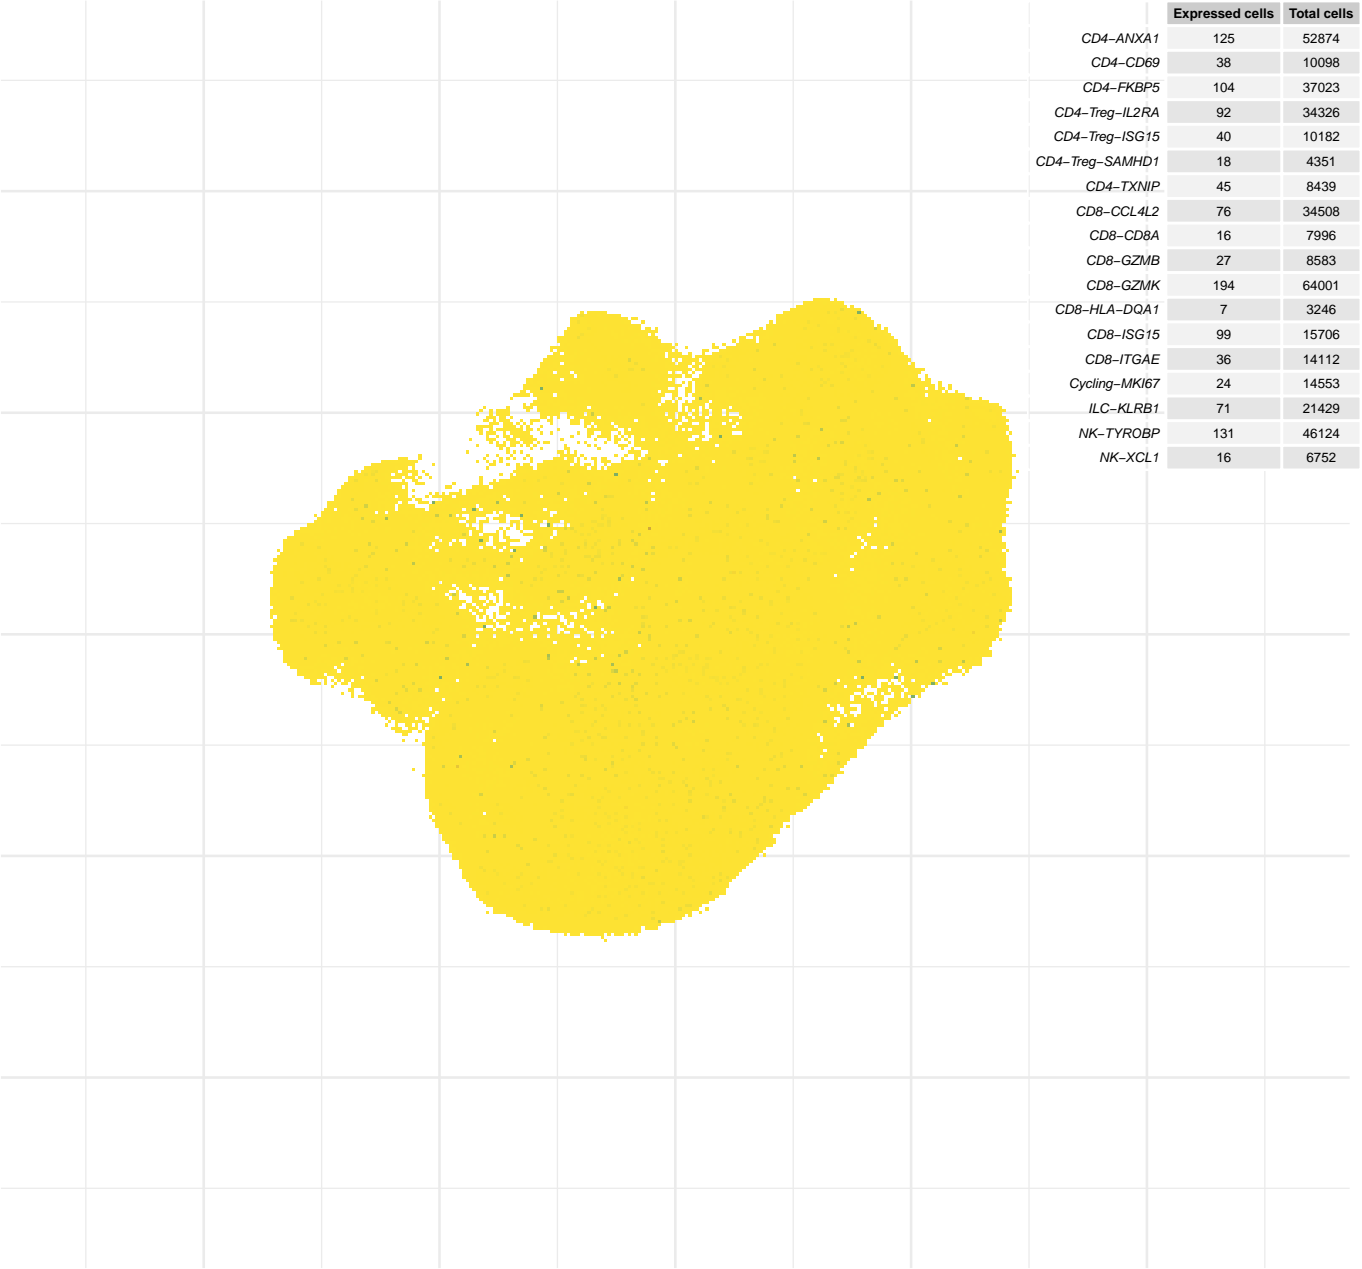 Expressed cells Total cells
CD4−ANXA1 125 52874
CD4−CD69 38 10098
CD4−FKBP5 104 37023
CD4−Treg−IL2RA 92 34326
CD4−Treg−ISG15 40 10182
CD4−Treg−SAMHD1 18 4351
CD4−TXNIP 45 8439
CD8−CCL4L2 76 34508
CD8−CD8A 16 7996
CD8−GZMB 27 8583
CD8−GZMK 194 64001
CD8−HLA−DQA1 7 3246
CD8−ISG15 99 15706
CD8−ITGAE 36 14112
Cycling−MKI67 24 14553
ILC−KLRB1 71 21429
NK−TYROBP 131 46124
NK−XCL1 16 6752